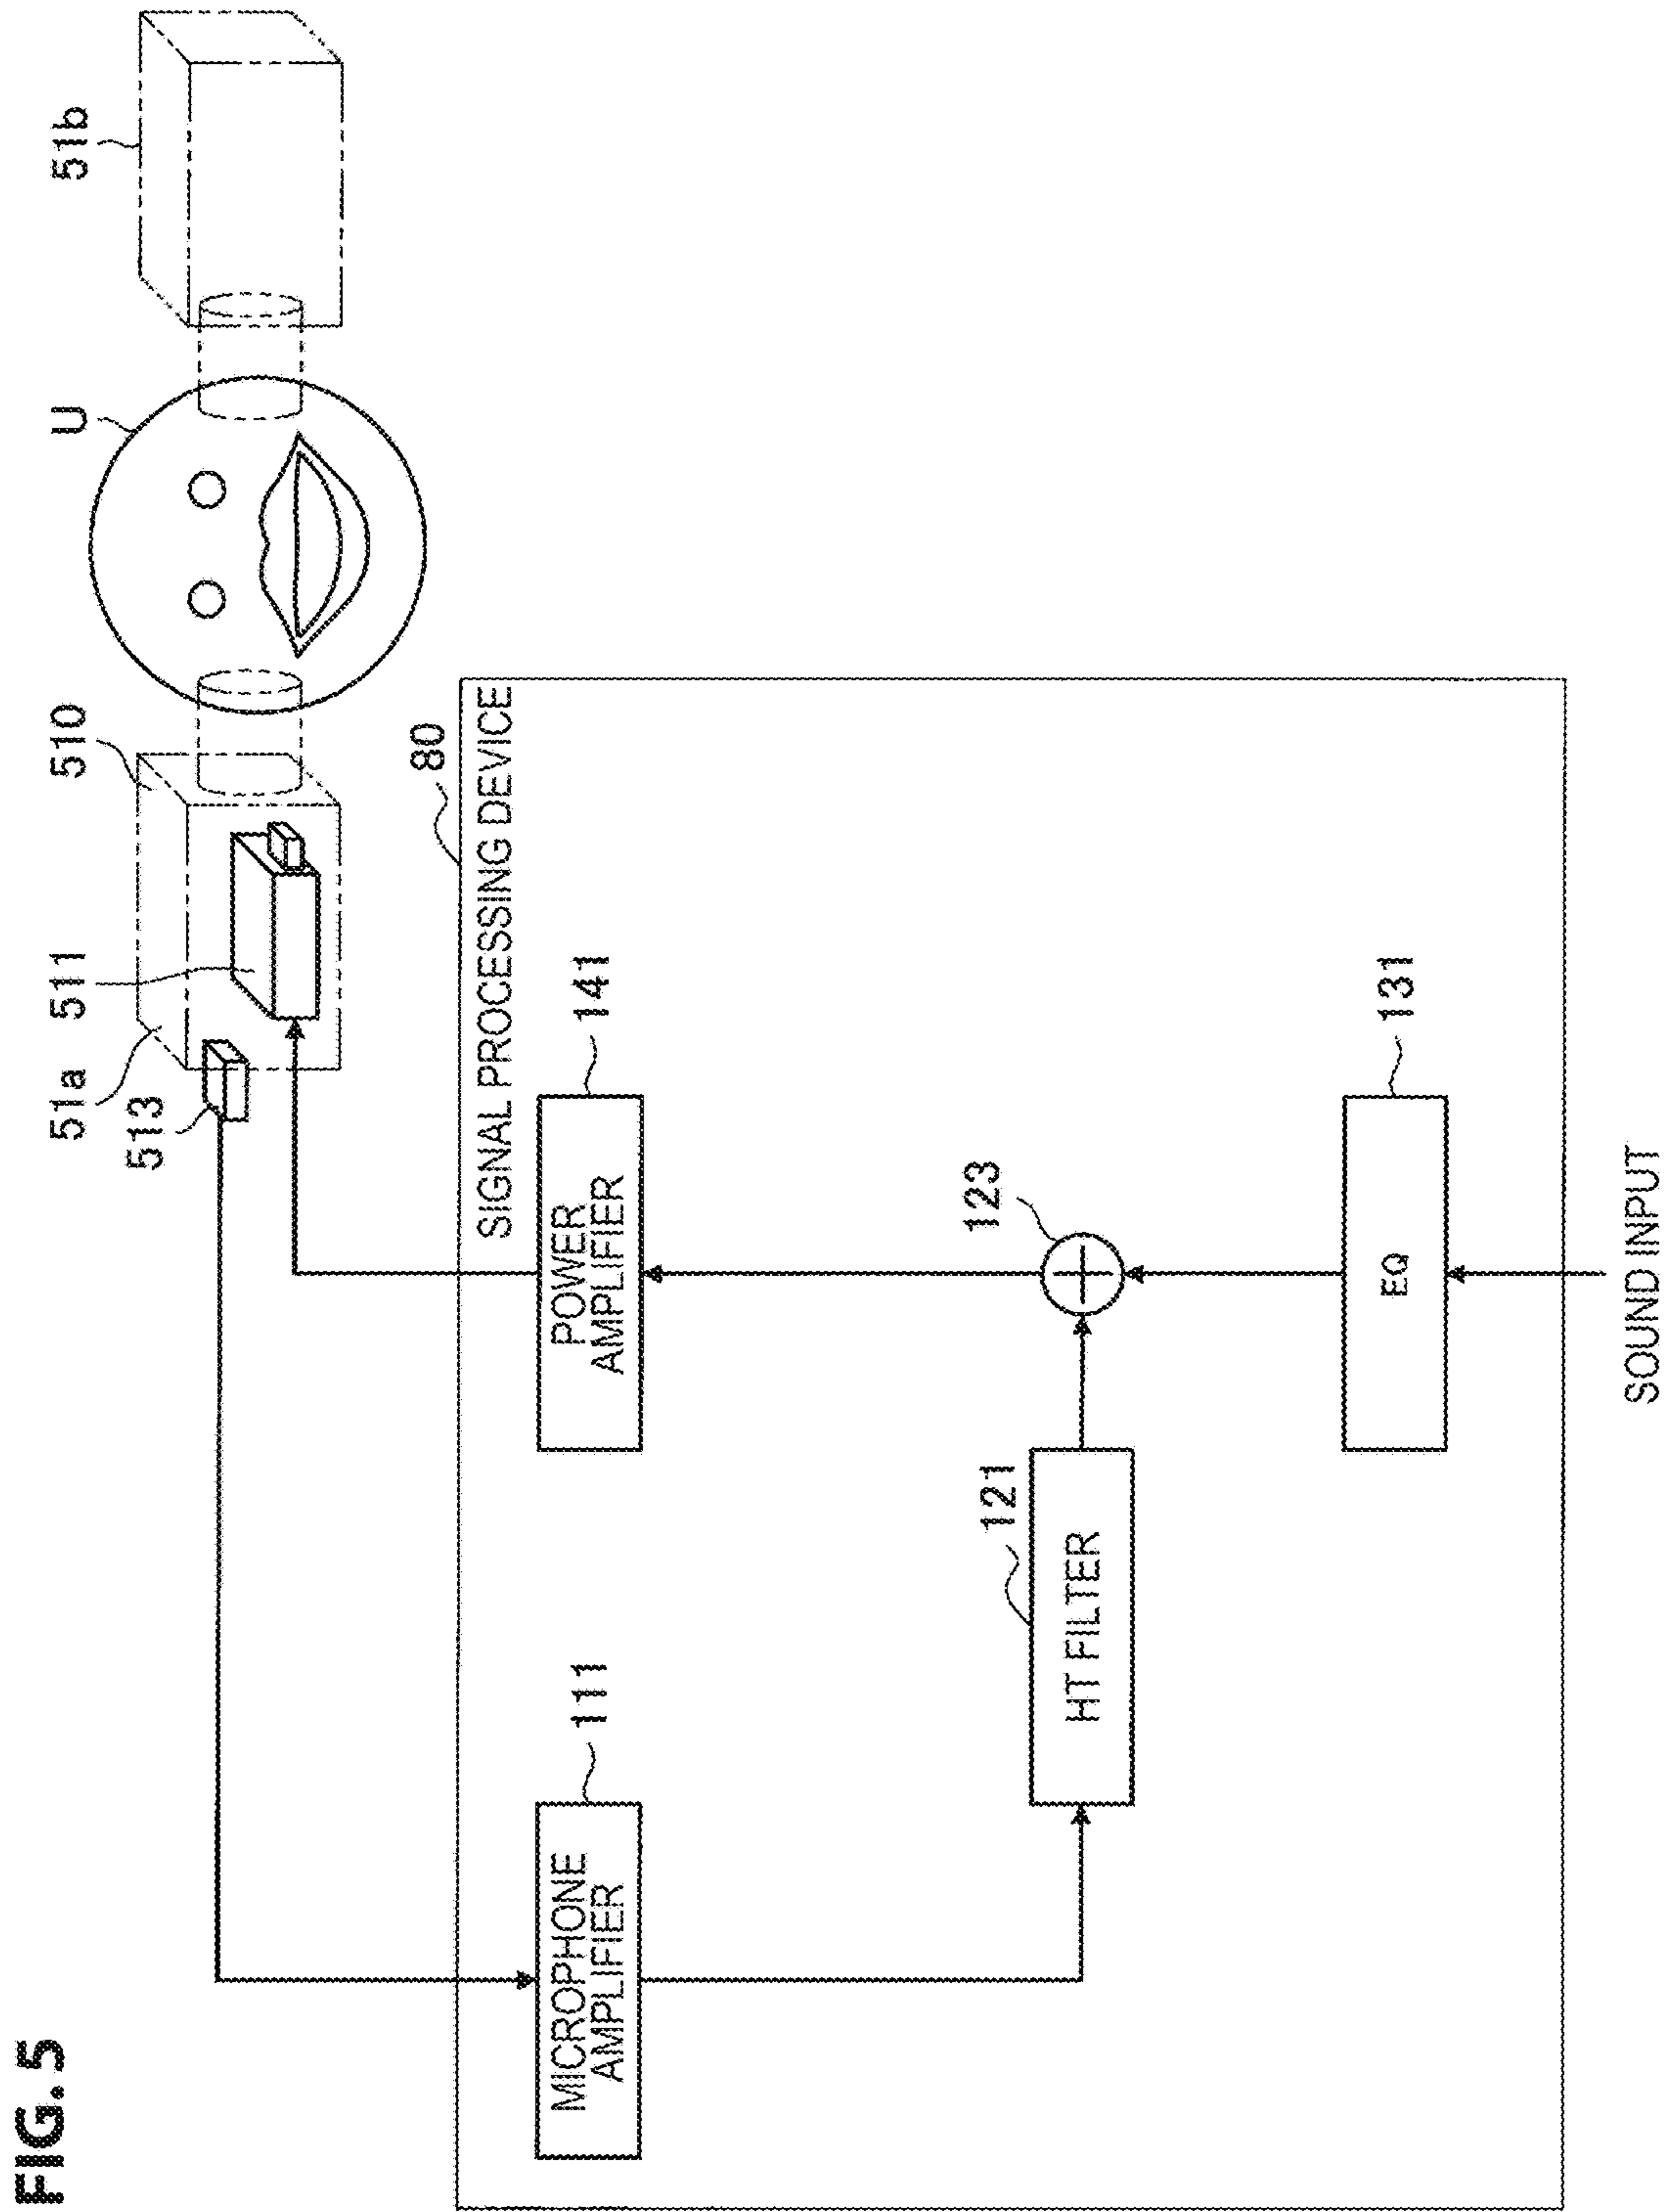 FIG. 5
51a
511
510
U
51b
513
80
SIGNAL PROCESSING DEVICE
MICROPHONE
AMPLIFIER
111
POWER
AMPLIFIER
141
HT FILTER
121
123
EQ
131
SOUND INPUT